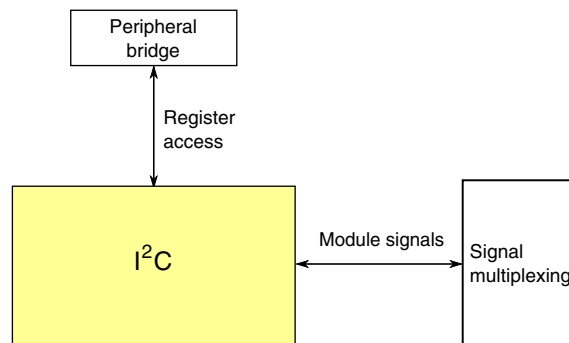 Peripheral
bridge
Register
access
I²C
Module signals
Signal
multiplexing